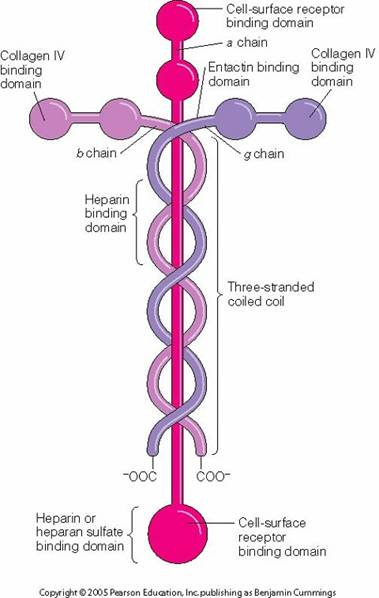 Cell-surface receptor
binding domain
a chain
Collagen IV
binding
domain
Entactin binding
domain
Collagen IV
binding
domain
b chain
g chain
Heparin
binding
domain
Three-stranded
coiled coil
⁻OOC
COO⁻
Heparin or
heparan sulfate
binding domain
Cell-surface
receptor
binding domain
Copyright © 2005 Pearson Education, Inc. publishing as Benjamin Cummings